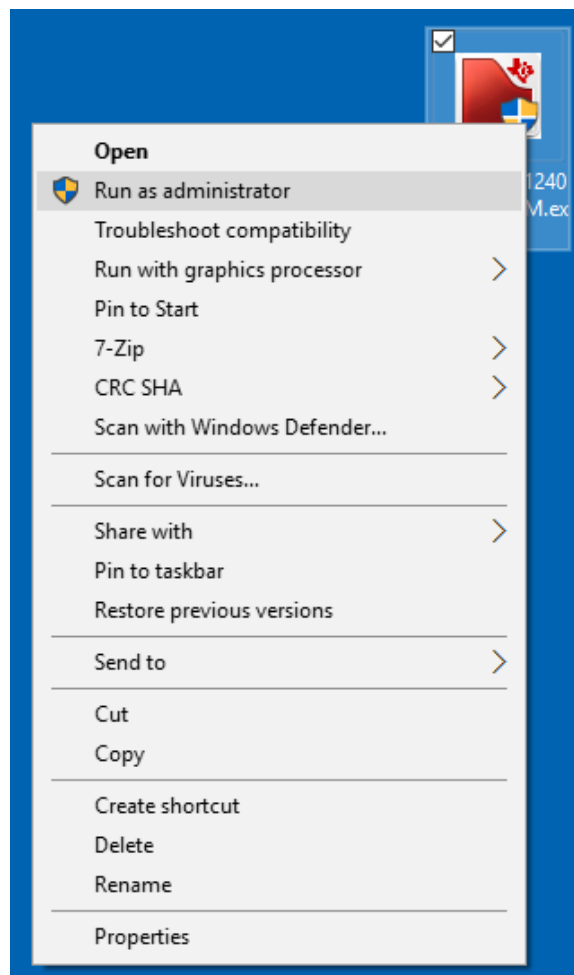 1240
M.ex
Open
Run as administrator
Troubleshoot compatibility
Run with graphics processor
Pin to Start
7-Zip
CRC SHA
Scan with Windows Defender...
Scan for Viruses...
Share with
Pin to taskbar
Restore previous versions
Send to
Cut
Copy
Create shortcut
Delete
Rename
Properties